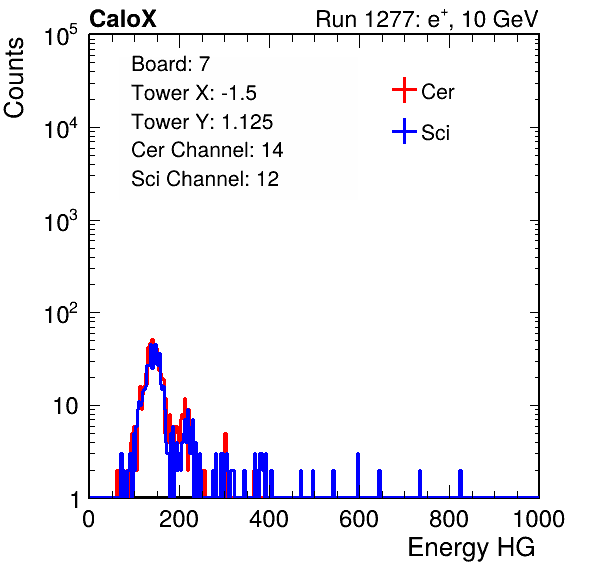 CaloX Run 1277: e⁺, 10 GeV
Counts
Board: 7
Tower X: -1.5
Tower Y: 1.125
Cer Channel: 14
Sci Channel: 12
Cer
Sci
10⁵
10⁴
10³
10²
10
1
0 200 400 600 800 1000
Energy HG